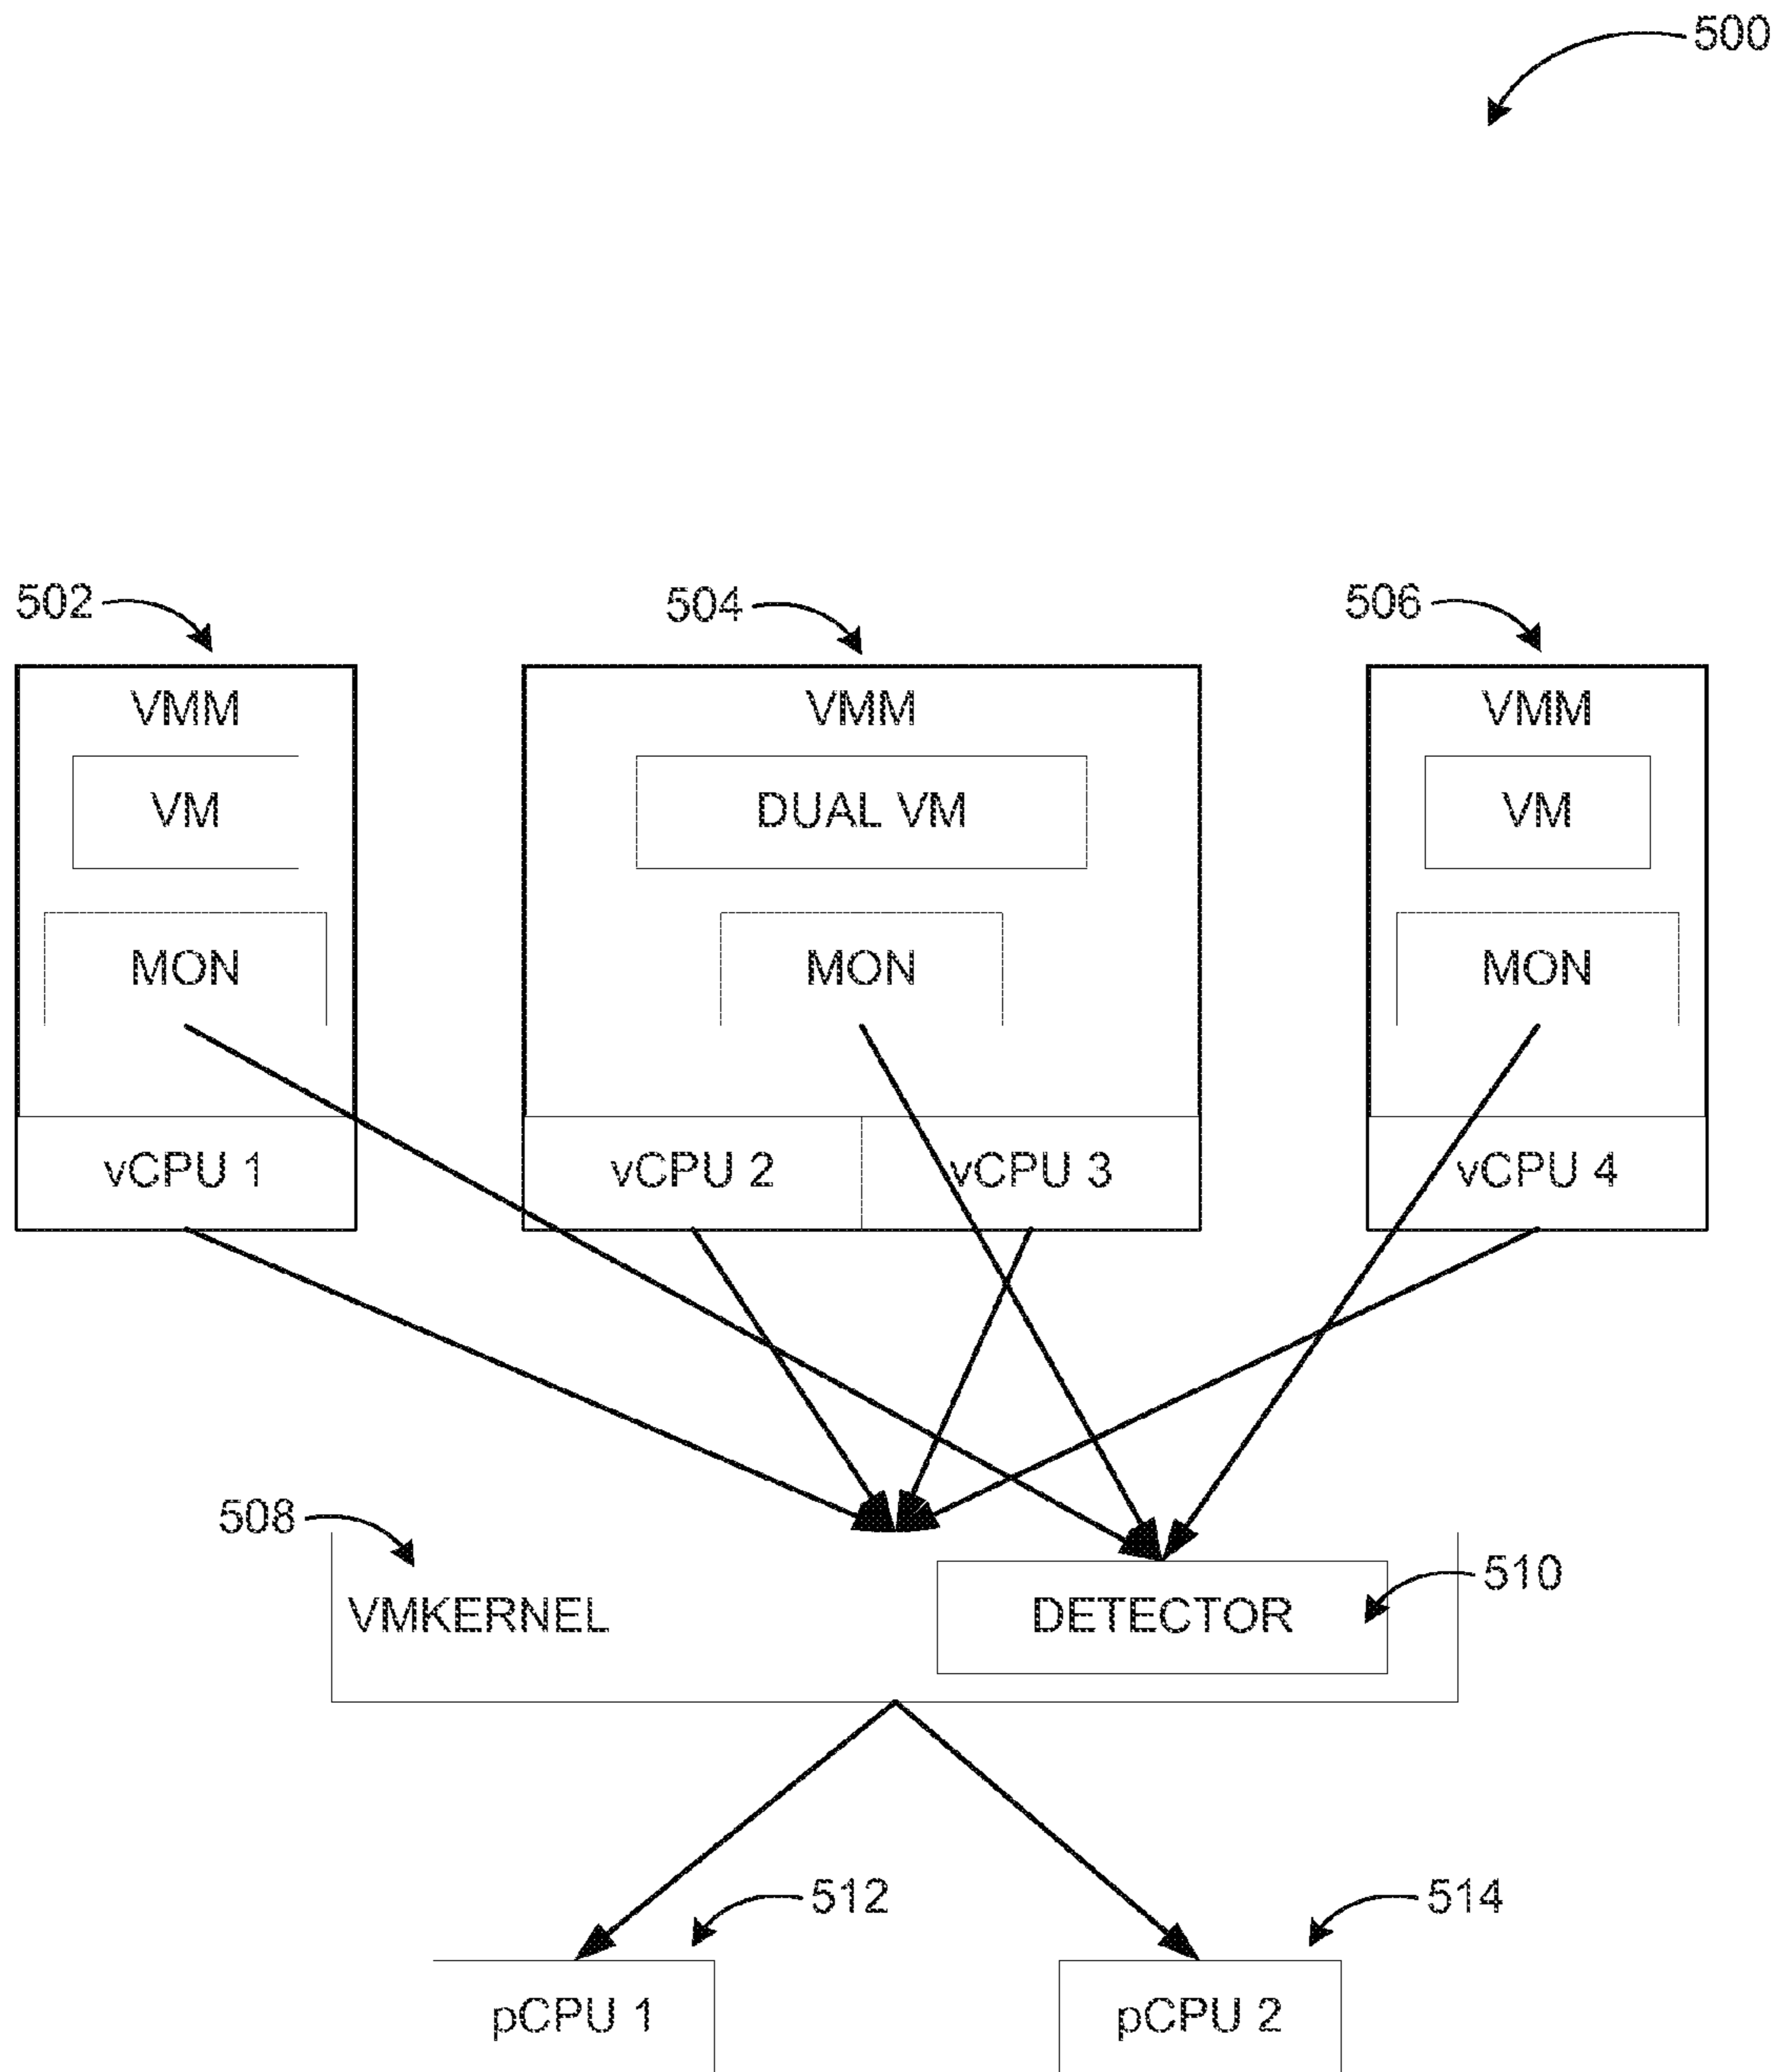 500
502
504
506
VMM
VMM
VMM
VM
DUAL VM
VM
MON
MON
MON
vCPU 1
vCPU 2
vCPU 3
vCPU 4
508
510
VMKERNEL
DETECTOR
512
514
pCPU 1
pCPU 2